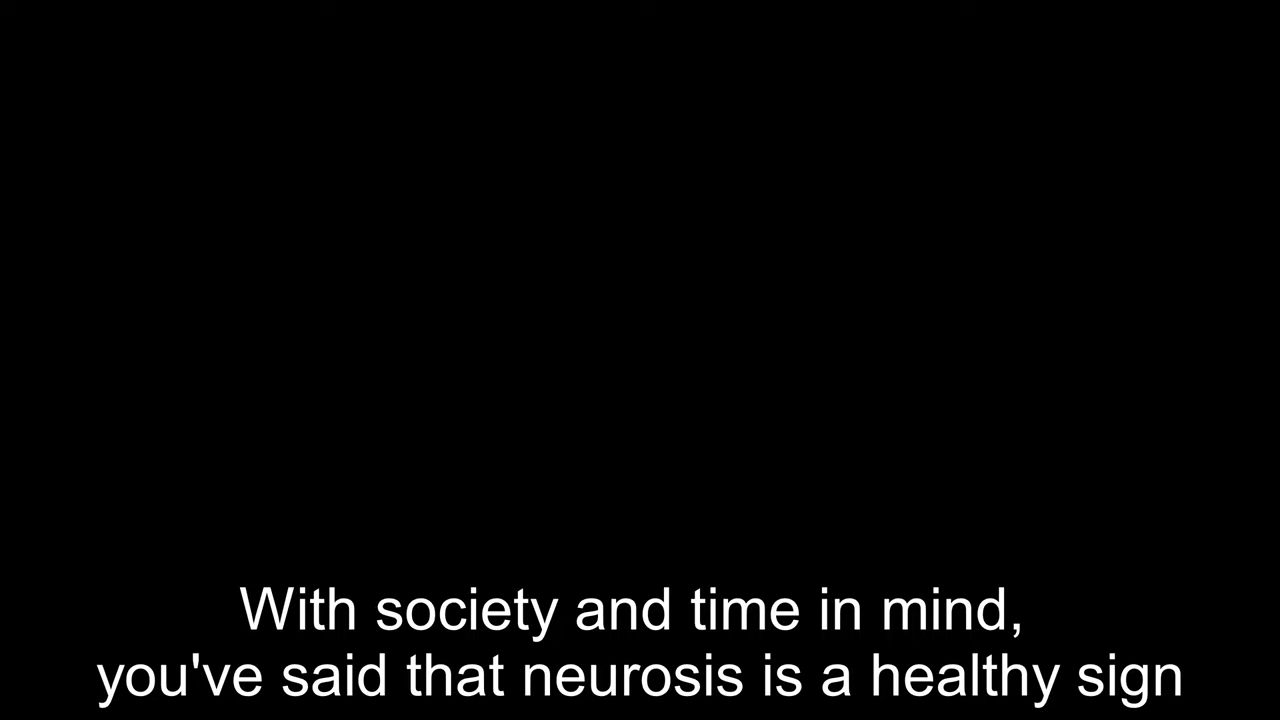 With society and time in mind,
you've said that neurosis is a healthy sign